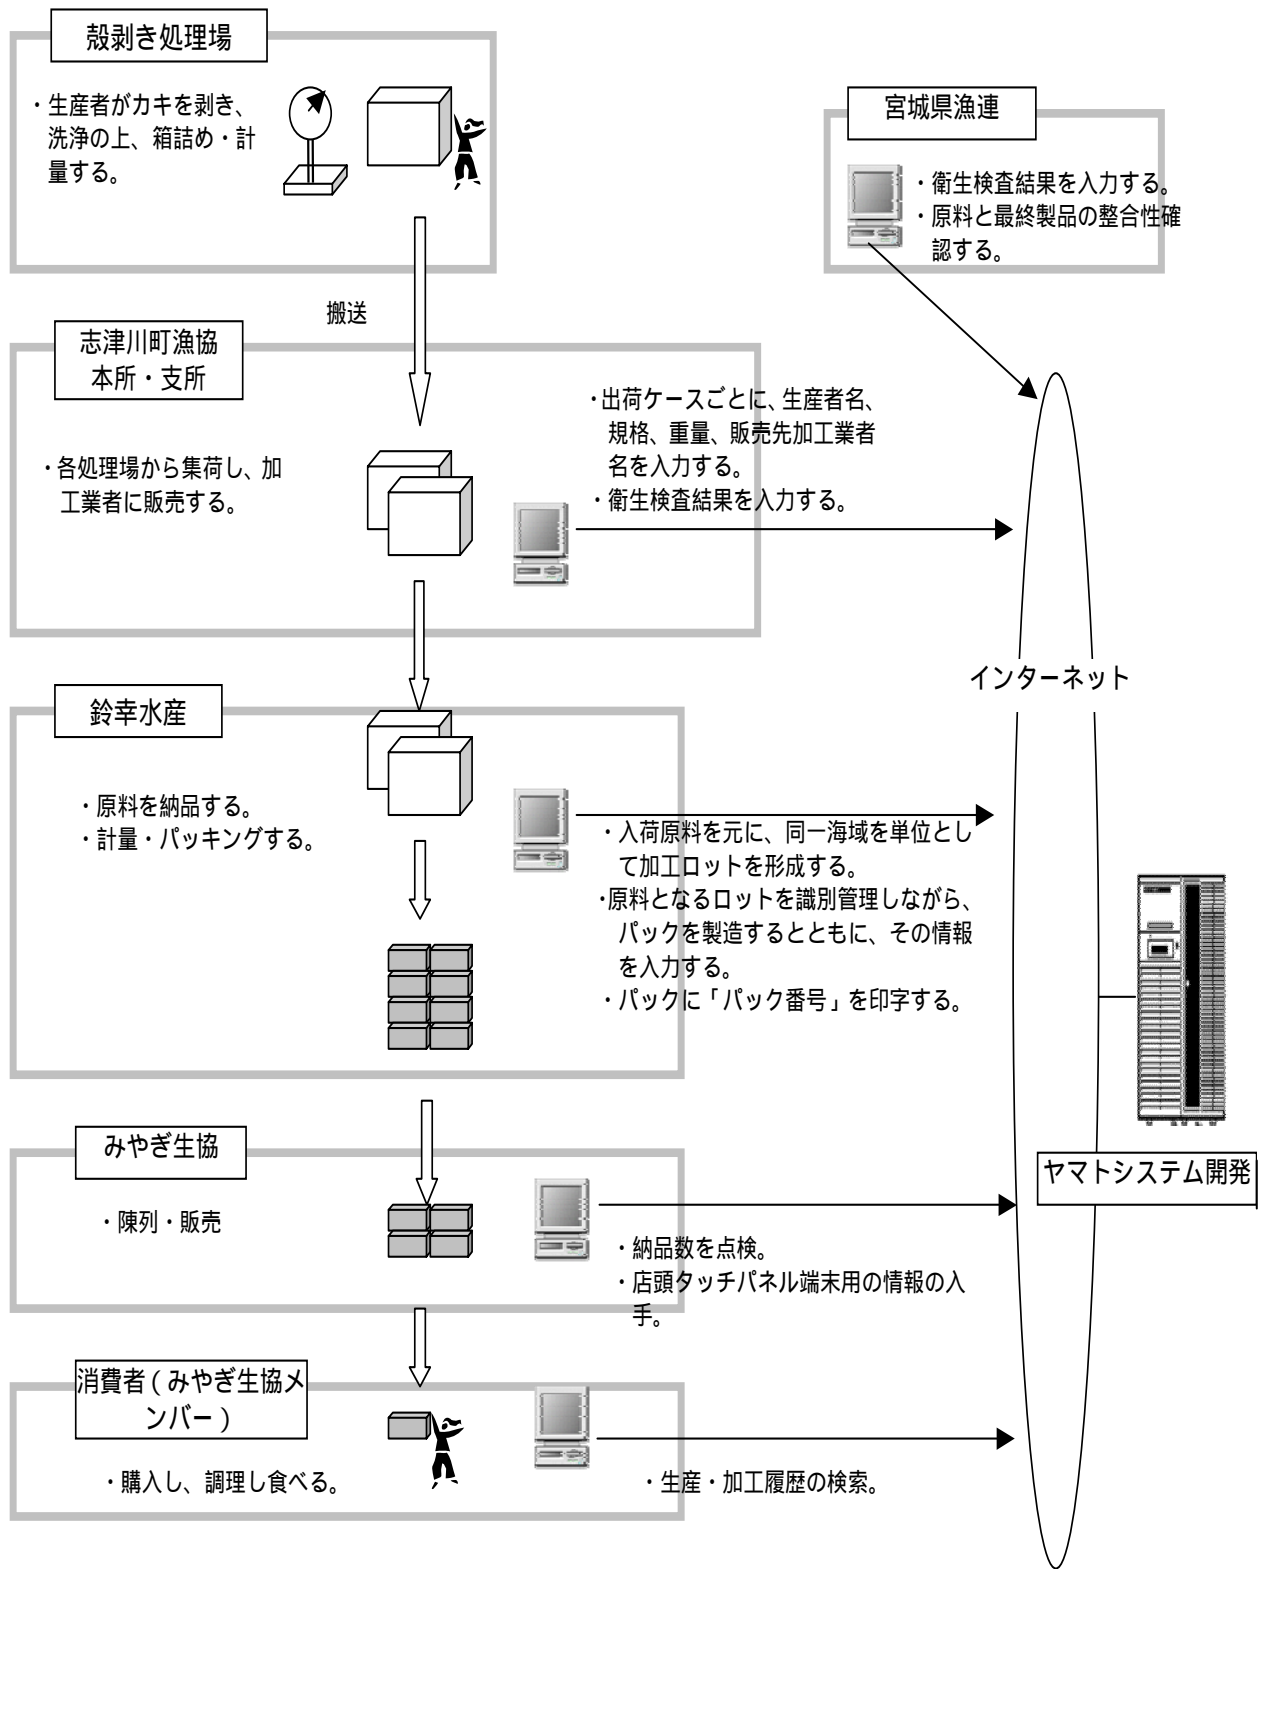 殻剥き処理場
・生産者がカキを剥き、
洗浄の上、箱詰め・計
量する。
宮城県漁連
・衛生検査結果を入力する。
・原料と最終製品の整合性確
認する。
搬送
志津川町漁協
本所・支所
・各処理場から集荷し、加
工業者に販売する。
・出荷ケースごとに、生産者名、
規格、重量、販売先加工業者
名を入力する。
・衛生検査結果を入力する。
インターネット
鈴幸水産
・原料を納品する。
・計量・パッキングする。
・入荷原料を元に、同一海域を単位とし
て加工ロットを形成する。
・原料となるロットを識別管理しながら、
パックを製造するとともに、その情報
を入力する。
・パックに「パック番号」を印字する。
みやぎ生協
・陳列・販売
・納品数を点検。
・店頭タッチパネル端末用の情報の入
手。
ヤマトシステム開発
消費者（みやぎ生協メ
ンバー）
・購入し、調理し食べる。
・生産・加工履歴の検索。